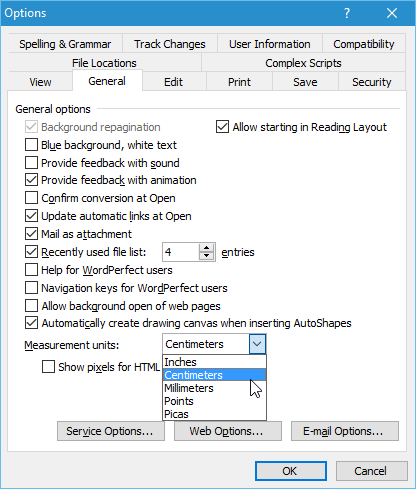 Options
Spelling & Grammar Track Changes User Information Compatibility
File Locations Complex Scripts
View General Edit Print Save Security
General options
Background repagination Allow starting in Reading Layout
Blue background, white text
Provide feedback with sound
Provide feedback with animation
Confirm conversion at Open
Update automatic links at Open
Mail as attachment
Recently used file list: 4 entries
Help for WordPerfect users
Navigation keys for WordPerfect users
Allow background open of web pages
Automatically create drawing canvas when inserting AutoShapes
Measurement units: Centimeters
Inches
Show pixels for HTML Centimeters
Millimeters
Points
Picas
Service Options... Web Options... E-mail Options...
OK Cancel